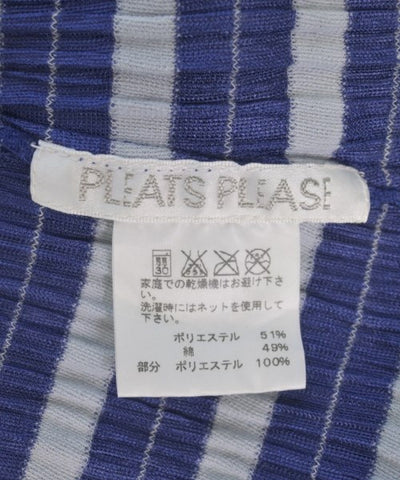 PLEATS PLEASE
30
家庭での乾燥機はお避け下さ
い。
洗濯時にはネットを使用して
下さい。
ポリエステル 51%
綿 49%
部分 ポリエステル 100%